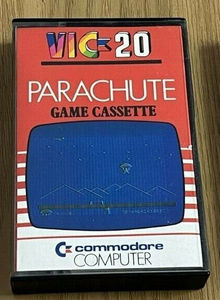 VIC-20
PARACHUTE
GAME CASSETTE
commodore
COMPUTER